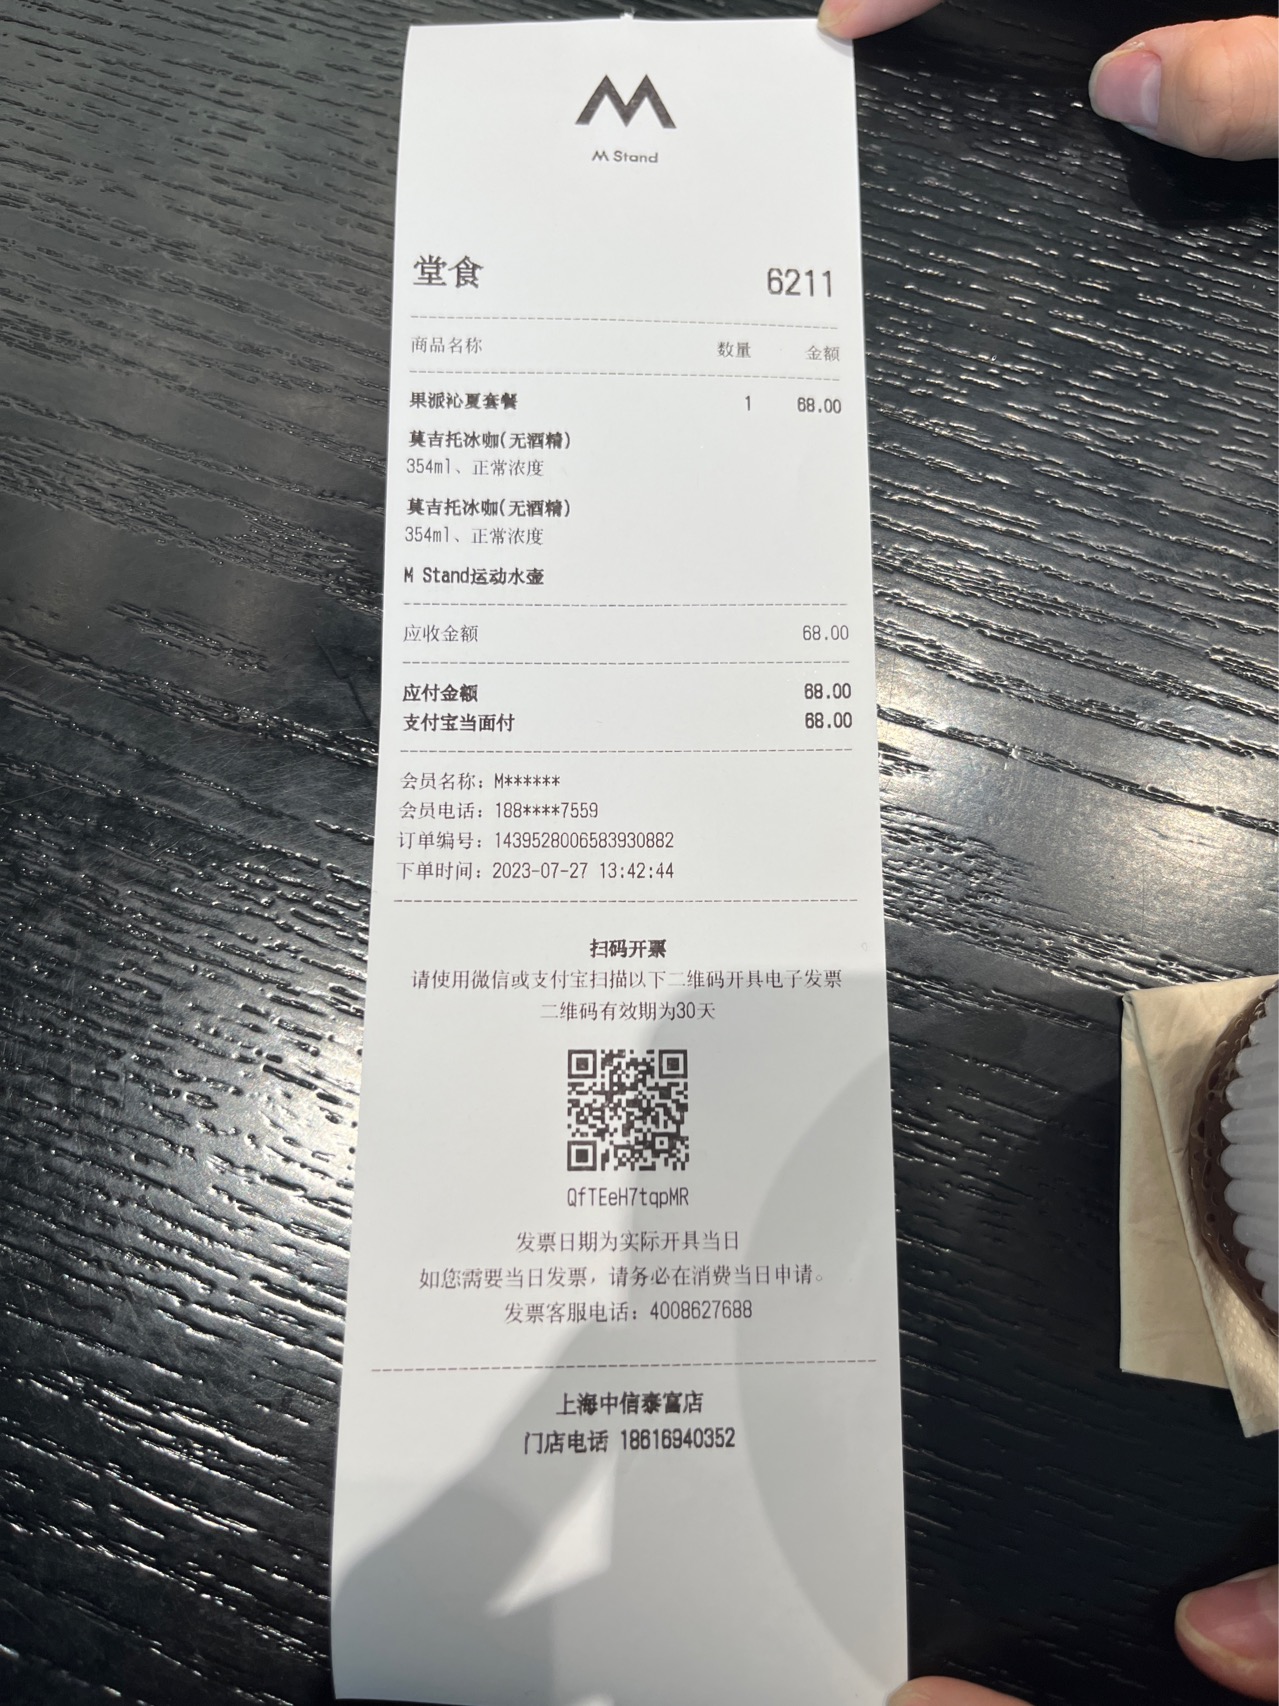 M Stand
堂食 6211
商品名称 数量 金额
果派沁夏套餐 1 68.00
莫吉托冰咖(无酒精)
354ml、正常浓度
莫吉托冰咖(无酒精)
354ml、正常浓度
M Stand运动水壶
应收金额 68.00
应付金额 68.00
支付宝当面付 68.00
会员名称：M******
会员电话：188****7559
订单编号：1439528006583930882
下单时间：2023-07-27 13:42:44
扫码开票
请使用微信或支付宝扫描以下二维码开具电子发票
二维码有效期为30天
QfTEeH7tqpMR
发票日期为实际开具当日
如您需要当日发票，请务必在消费当日申请。
发票客服电话：4008627688
上海中信泰富店
门店电话 18616940352